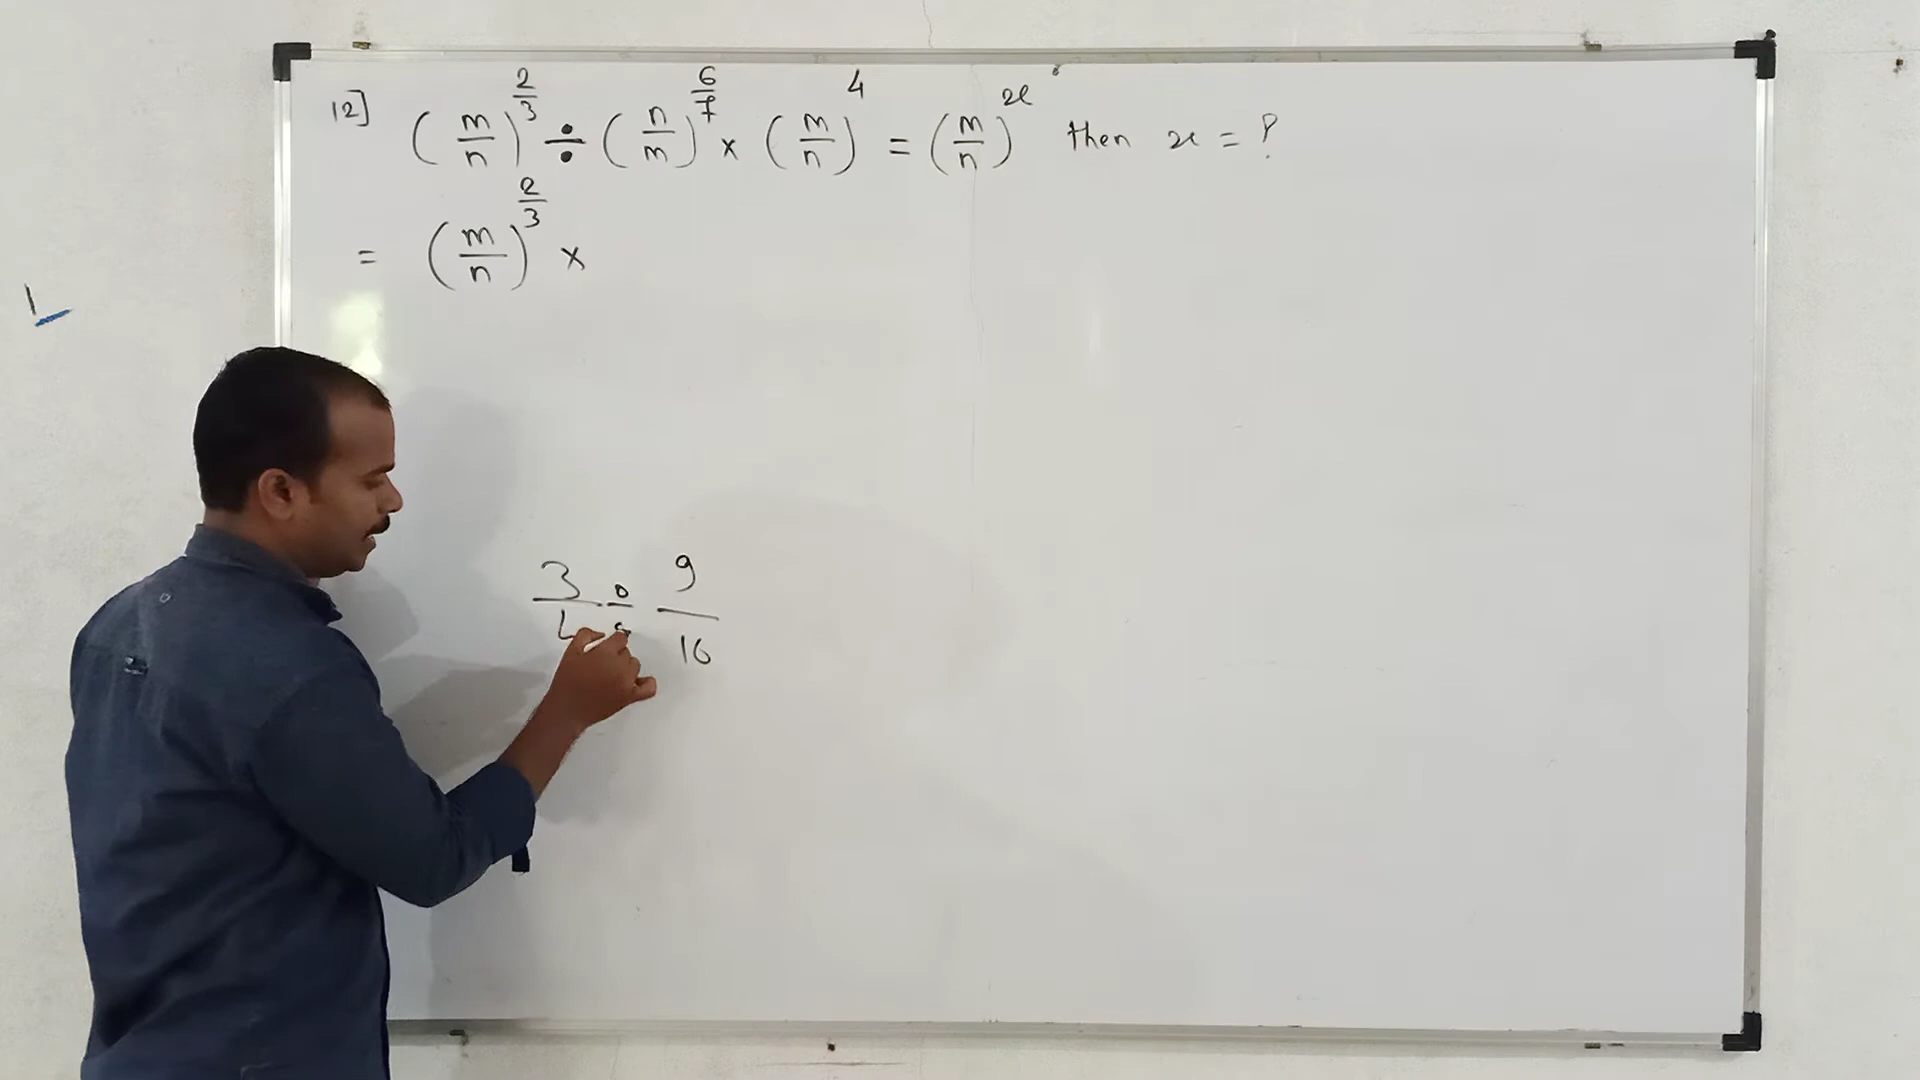 12] (m/n)^(2/3) ÷ (n/m)^(6/7) × (m/n)^4 = (m/n)^x then x = ?
= (m/n)^(2/3) ×
3/4 ÷ 9/16